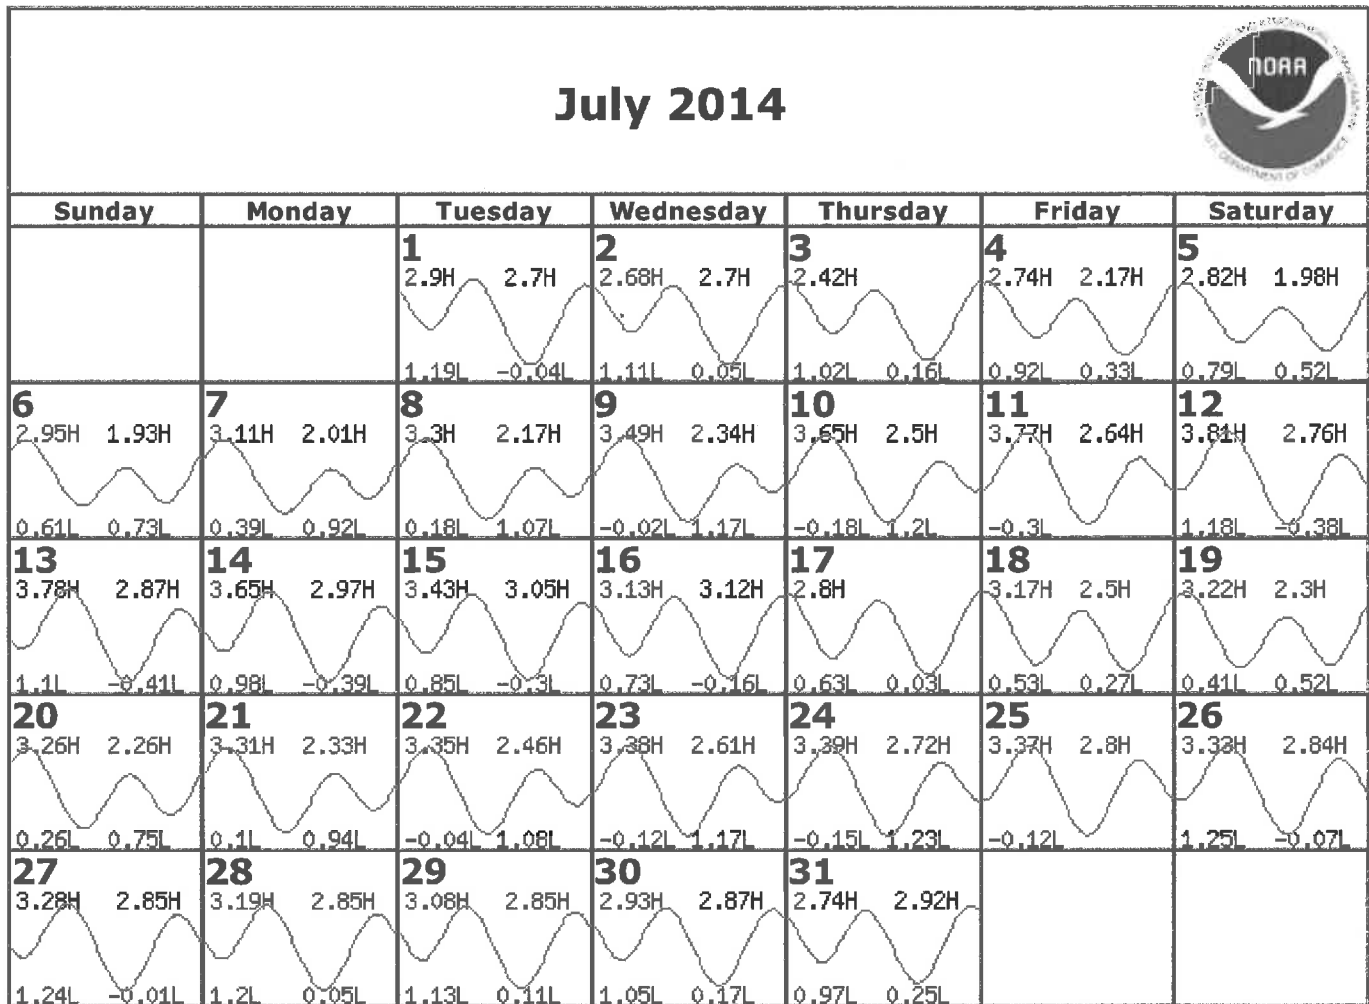 July 2014
NOAA
Sunday Monday Tuesday Wednesday Thursday Friday Saturday
1 2 3 4 5
2.9H 2.7H 2.68H 2.7H 2.42H 2.74H 2.17H 2.82H 1.98H
1.19L -0.04L 1.11L 0.05L 1.02L 0.16L 0.92L 0.33L 0.79L 0.52L
6 7 8 9 10 11 12
2.95H 1.93H 3.11H 2.01H 3.3H 2.17H 3.49H 2.34H 3.65H 2.5H 3.77H 2.64H 3.81H 2.76H
0.61L 0.73L 0.39L 0.92L 0.18L 1.07L -0.02L 1.17L -0.18L 1.2L -0.3L 1.18L -0.38L
13 14 15 16 17 18 19
3.78H 2.87H 3.65H 2.97H 3.43H 3.05H 3.13H 3.12H 2.8H 3.17H 2.5H 3.22H 2.3H
1.1L -0.41L 0.98L -0.39L 0.85L -0.3L 0.73L -0.16L 0.63L 0.03L 0.53L 0.27L 0.41L 0.52L
20 21 22 23 24 25 26
3.26H 2.26H 3.31H 2.33H 3.35H 2.46H 3.38H 2.61H 3.39H 2.72H 3.37H 2.8H 3.33H 2.84H
0.26L 0.75L 0.1L 0.94L -0.04L 1.08L -0.12L 1.17L -0.15L 1.23L -0.12L 1.25L -0.07L
27 28 29 30 31
3.28H 2.85H 3.19H 2.85H 3.08H 2.85H 2.93H 2.87H 2.74H 2.92H
1.24L -0.01L 1.2L 0.05L 1.13L 0.11L 1.05L 0.17L 0.97L 0.25L